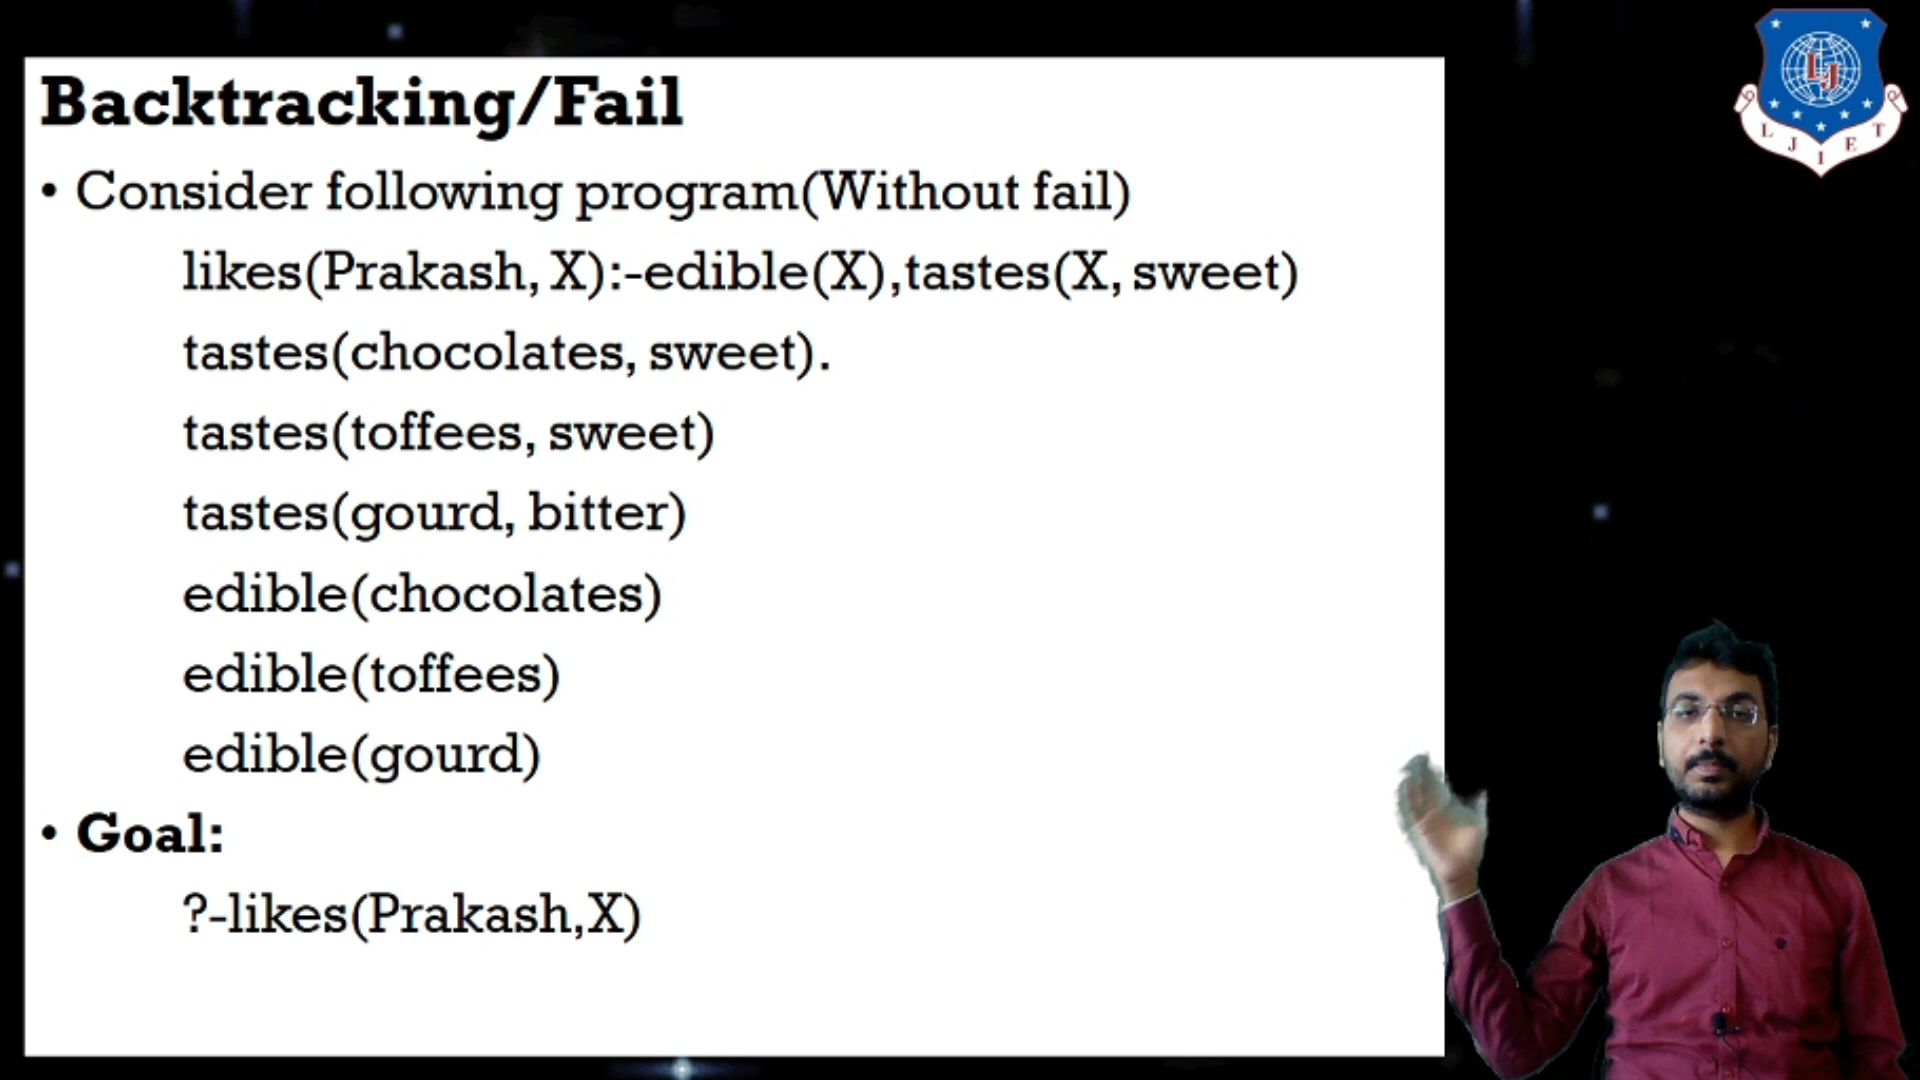 Backtracking/Fail
• Consider following program(Without fail)
likes(Prakash, X):-edible(X),tastes(X, sweet)
tastes(chocolates, sweet).
tastes(toffees, sweet)
tastes(gourd, bitter)
edible(chocolates)
edible(toffees)
edible(gourd)
• Goal:
?-likes(Prakash,X)
LJ
L J I E T